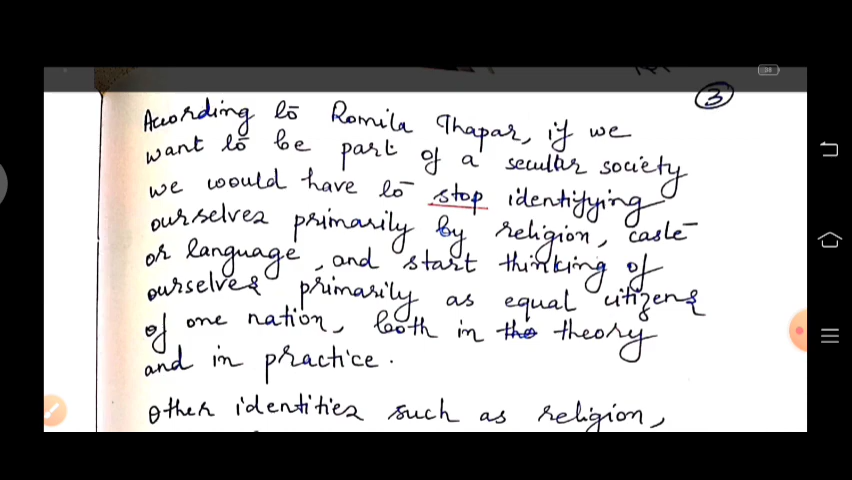 3
According to Romila Thapar, if we
want to be part of a secular society
we would have to stop identifying
ourselves primarily by religion, caste
or language, and start thinking of
ourselves primarily as equal citizens
of one nation, both in the theory
and in practice.
Other identities such as religion,